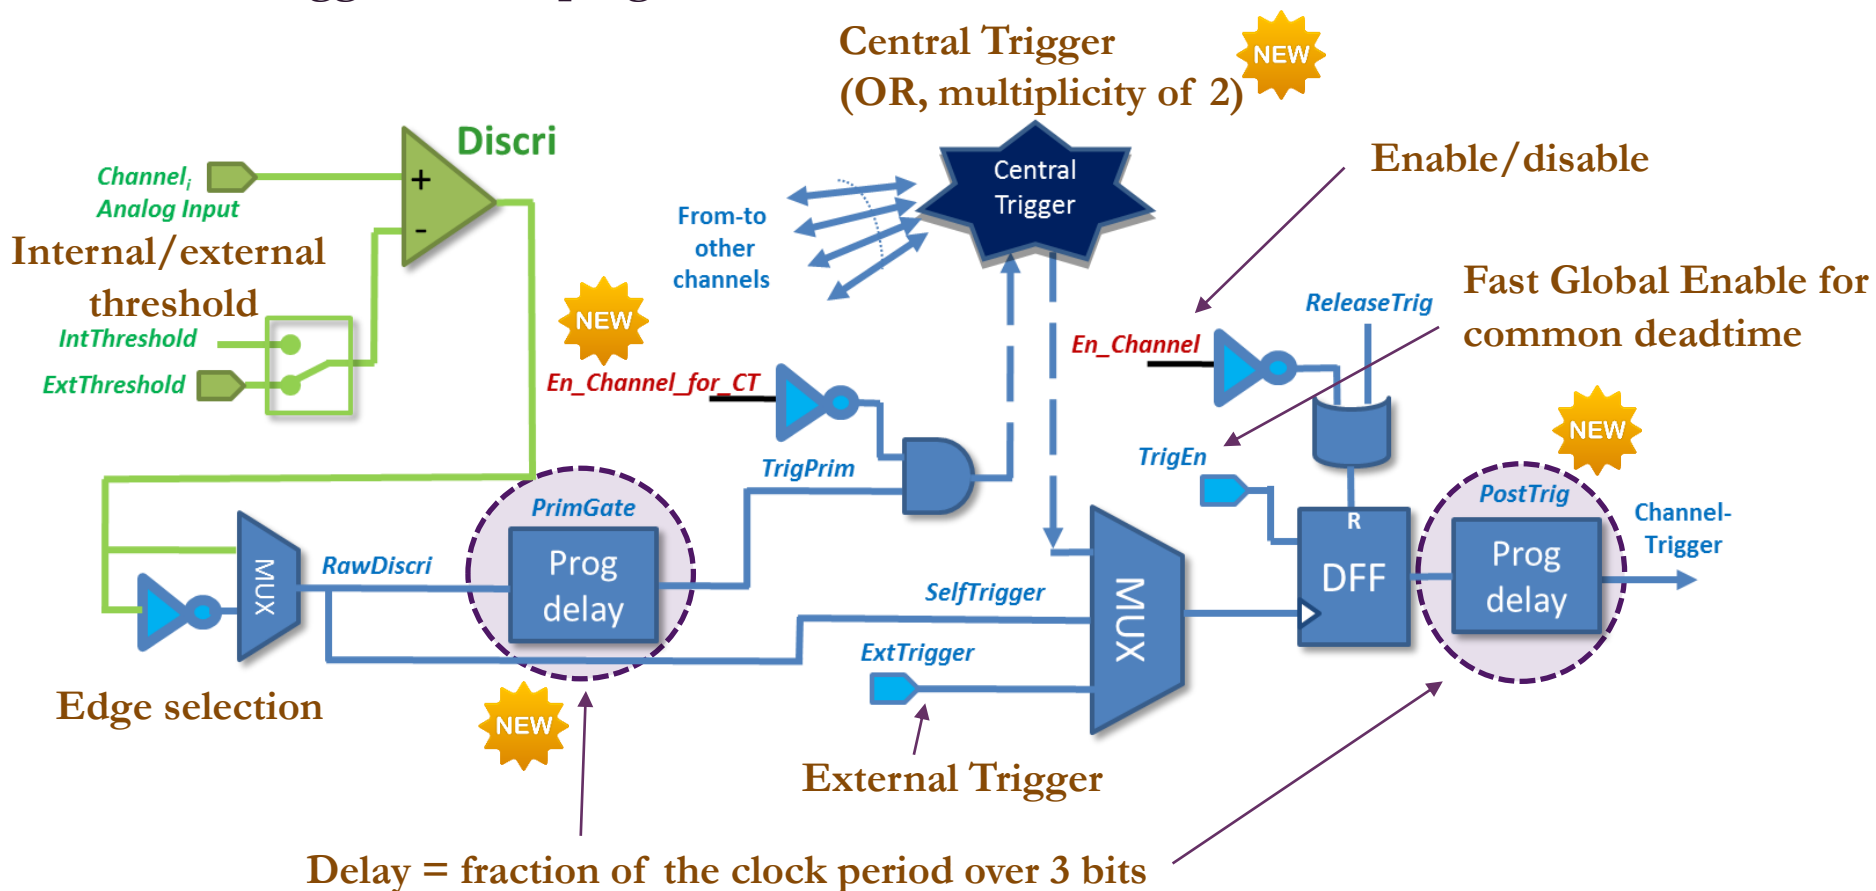 Central Trigger
(OR, multiplicity of 2)
NEW
Discri
Channel_i
Analog Input
+
-
Internal/external
threshold
IntThreshold
ExtThreshold
NEW
From-to
other
channels
Central
Trigger
Enable/disable
Fast Global Enable for
common deadtime
ReleaseTrig
En_Channel
En_Channel_for_CT
TrigPrim
TrigEn
NEW
PrimGate
Prog
delay
MUX
RawDiscri
SelfTrigger
ExtTrigger
MUX
R
DFF
PostTrig
Prog
delay
Channel-
Trigger
Edge selection
NEW
External Trigger
Delay = fraction of the clock period over 3 bits